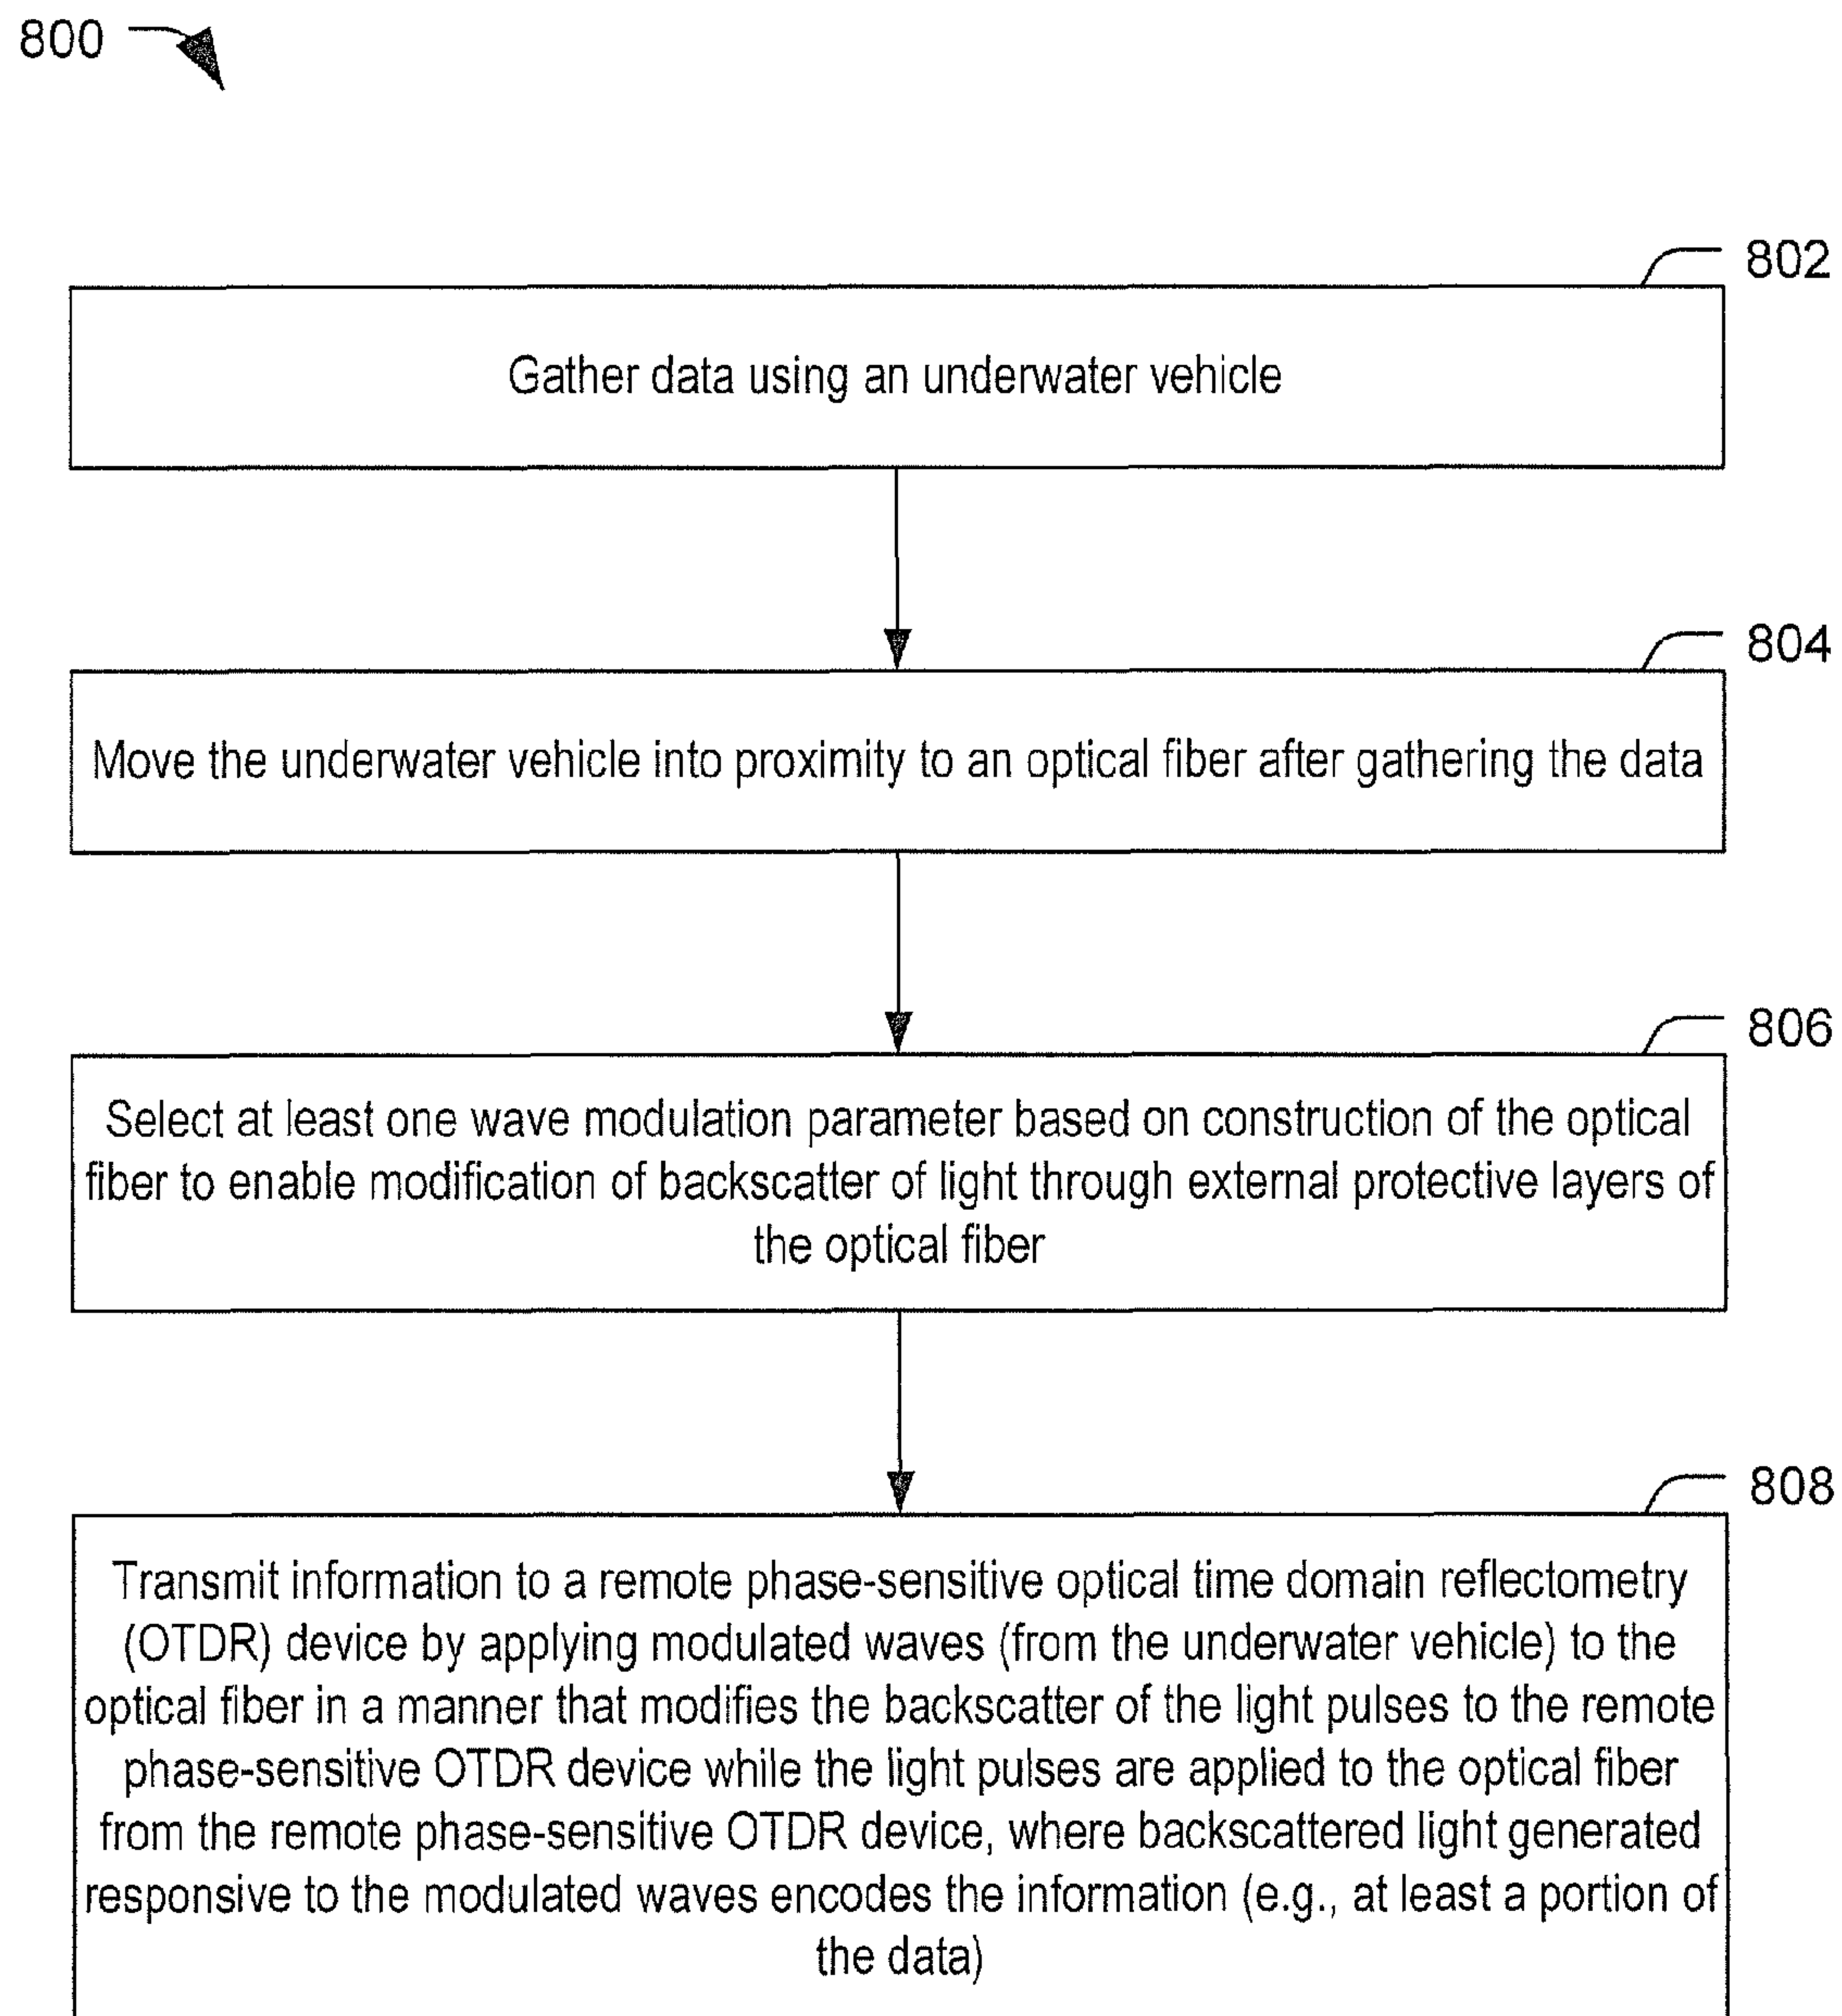 800
802
Gather data using an underwater vehicle
804
Move the underwater vehicle into proximity to an optical fiber after gathering the data
806
Select at least one wave modulation parameter based on construction of the optical
fiber to enable modification of backscatter of light through external protective layers of
the optical fiber
808
Transmit information to a remote phase-sensitive optical time domain reflectometry
(OTDR) device by applying modulated waves (from the underwater vehicle) to the
optical fiber in a manner that modifies the backscatter of the light pulses to the remote
phase-sensitive OTDR device while the light pulses are applied to the optical fiber
from the remote phase-sensitive OTDR device, where backscattered light generated
responsive to the modulated waves encodes the information (e.g., at least a portion of
the data)